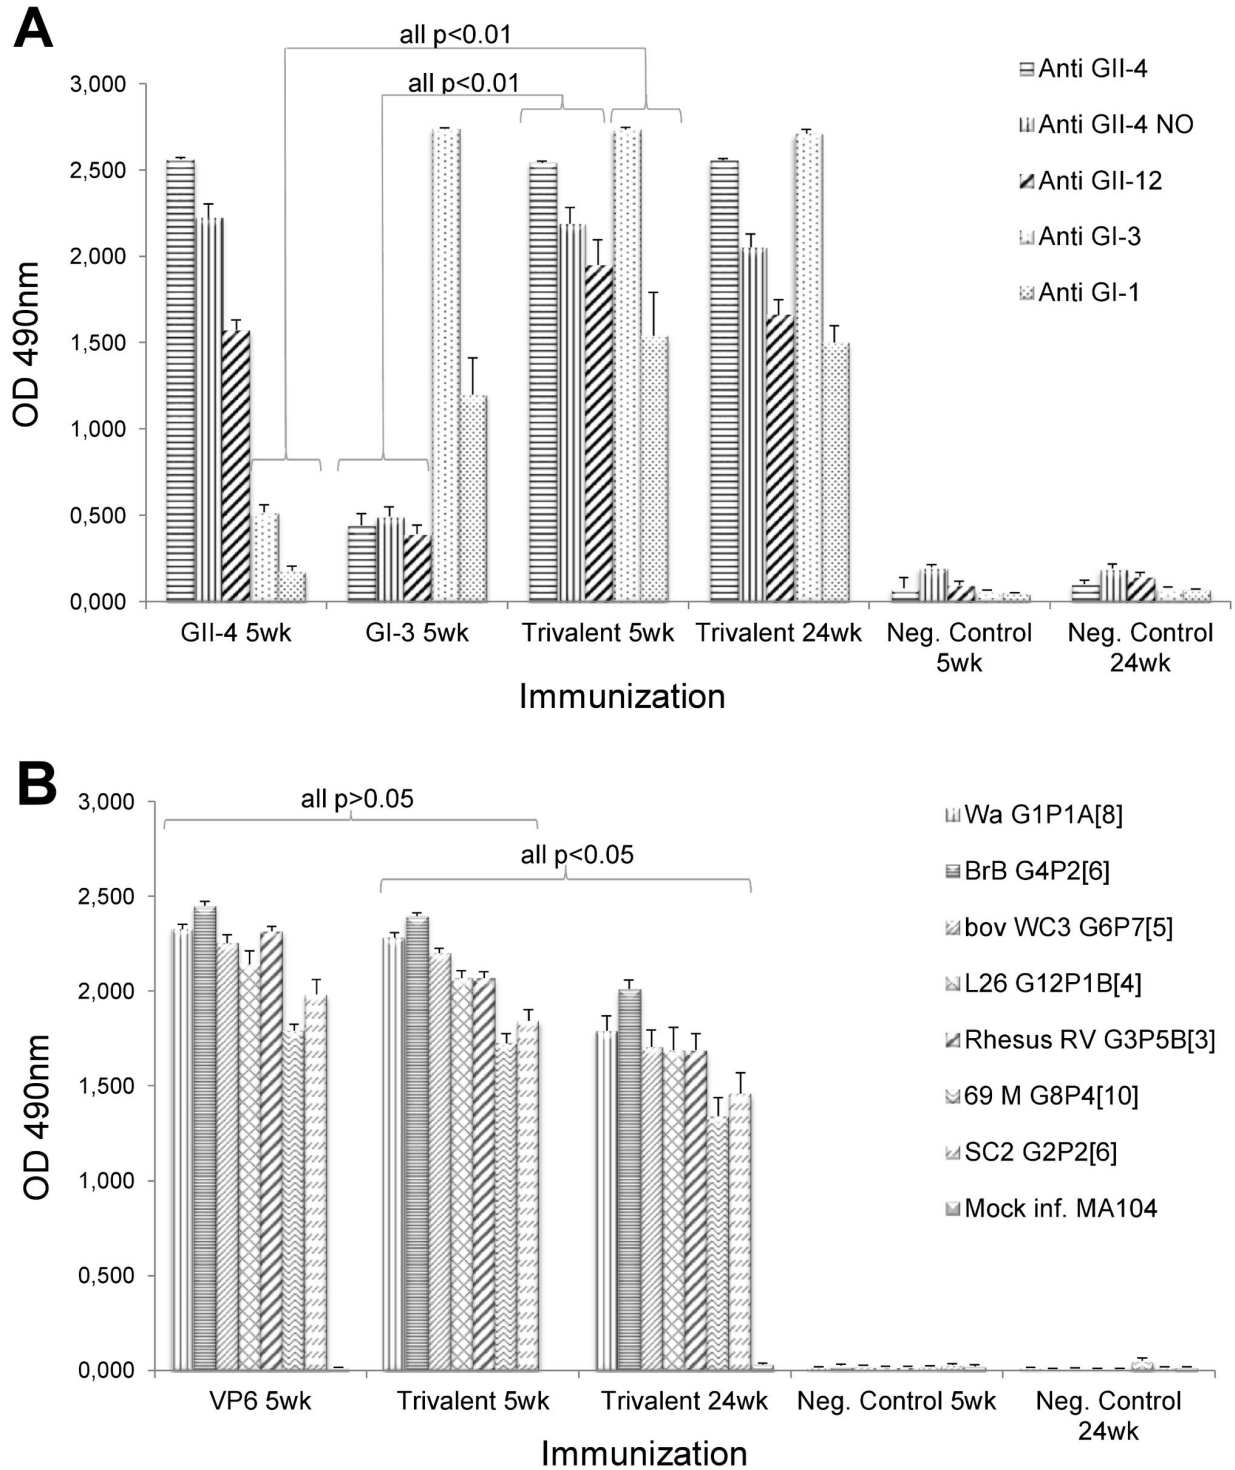 A
all p<0.01
all p<0.01
3,000
2,500
2,000
1,500
1,000
0,500
0,000
OD 490nm
Anti GII-4
Anti GII-4 NO
Anti GII-12
Anti GI-3
Anti GI-1
GII-4 5wk
GI-3 5wk
Trivalent 5wk
Trivalent 24wk
Neg. Control
5wk
Neg. Control
24wk
Immunization
B
all p>0.05
all p<0.05
3,000
2,500
2,000
1,500
1,000
0,500
0,000
OD 490nm
Wa G1P1A[8]
BrB G4P2[6]
bov WC3 G6P7[5]
L26 G12P1B[4]
Rhesus RV G3P5B[3]
69 M G8P4[10]
SC2 G2P2[6]
Mock inf. MA104
VP6 5wk
Trivalent 5wk
Trivalent 24wk
Neg. Control 5wk
Neg. Control
24wk
Immunization